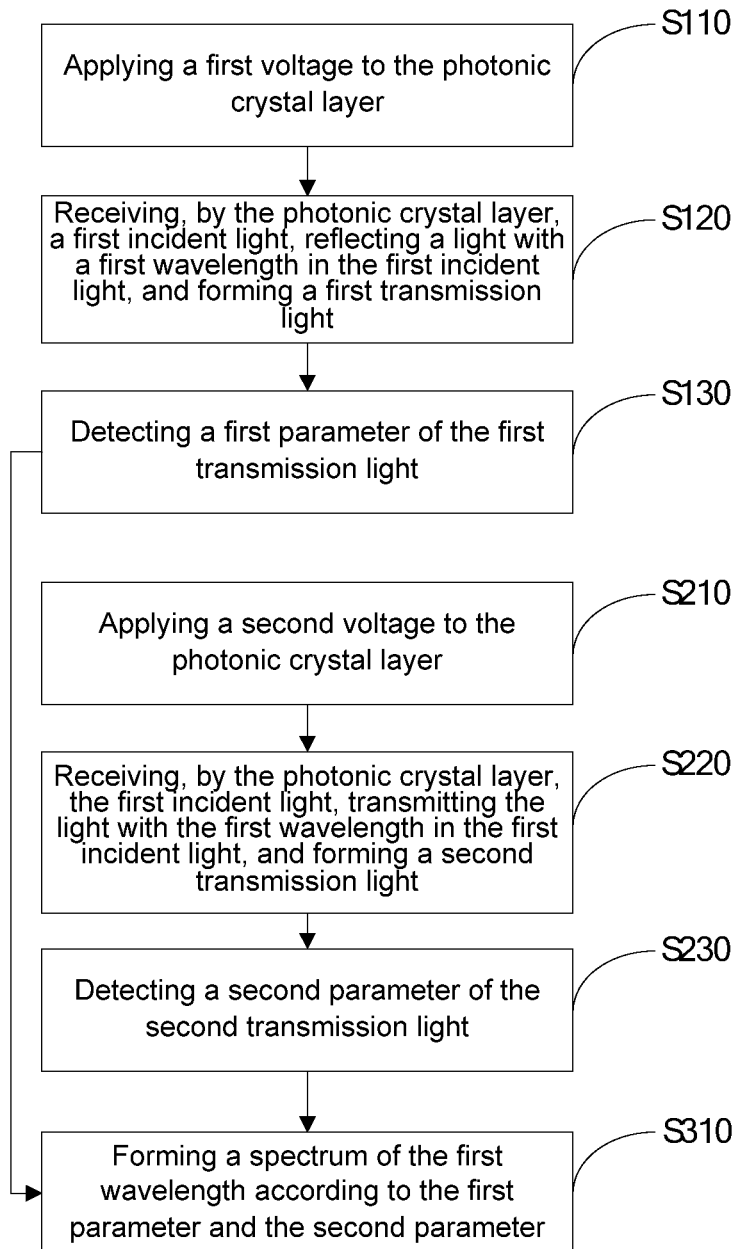 S110
Applying a first voltage to the photonic
crystal layer
S120
Receiving, by the photonic crystal layer,
a first incident light, reflecting a light with
a first wavelength in the first incident
light, and forming a first transmission
light
S130
Detecting a first parameter of the first
transmission light
S210
Applying a second voltage to the
photonic crystal layer
S220
Receiving, by the photonic crystal layer,
the first incident light, transmitting the
light with the first wavelength in the first
incident light, and forming a second
transmission light
S230
Detecting a second parameter of the
second transmission light
S310
Forming a spectrum of the first
wavelength according to the first
parameter and the second parameter